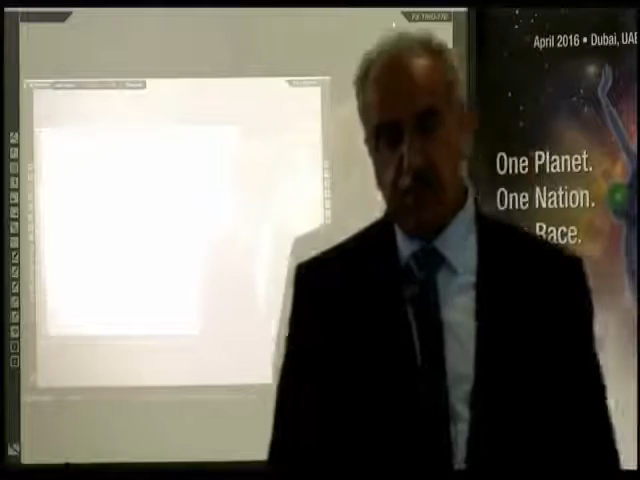 April 2016 • Dubai, UAE
One Planet.
One Nation.
Race.